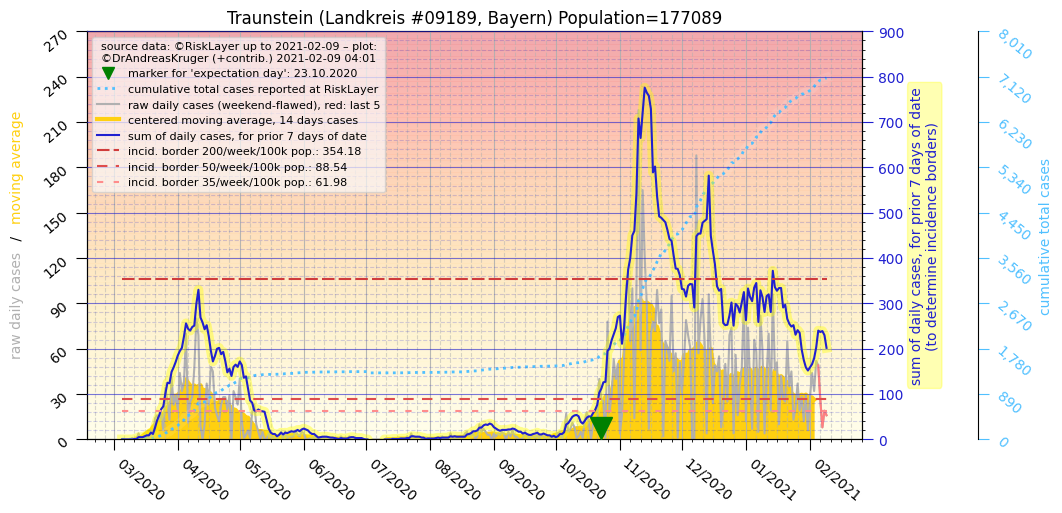 Traunstein (Landkreis #09189, Bayern) Population=177089
source data: ©RiskLayer up to 2021-02-09 – plot:
©DrAndreasKruger (+contrib.) 2021-02-09 04:01
marker for 'expectation day': 23.10.2020
cumulative total cases reported at RiskLayer
raw daily cases (weekend-flawed), red: last 5
centered moving average, 14 days cases
sum of daily cases, for prior 7 days of date
incid. border 200/week/100k pop.: 354.18
incid. border 50/week/100k pop.: 88.54
incid. border 35/week/100k pop.: 61.98
raw daily cases / moving average
270
240
210
180
150
120
90
60
30
0
03/2020
04/2020
05/2020
06/2020
07/2020
08/2020
09/2020
10/2020
11/2020
12/2020
01/2021
02/2021
900
800
700
600
500
400
300
200
100
0
sum of daily cases, for prior 7 days of date
(to determine incidence borders)
8,010
7,120
6,230
5,340
4,450
3,560
2,670
1,780
890
0
cumulative total cases